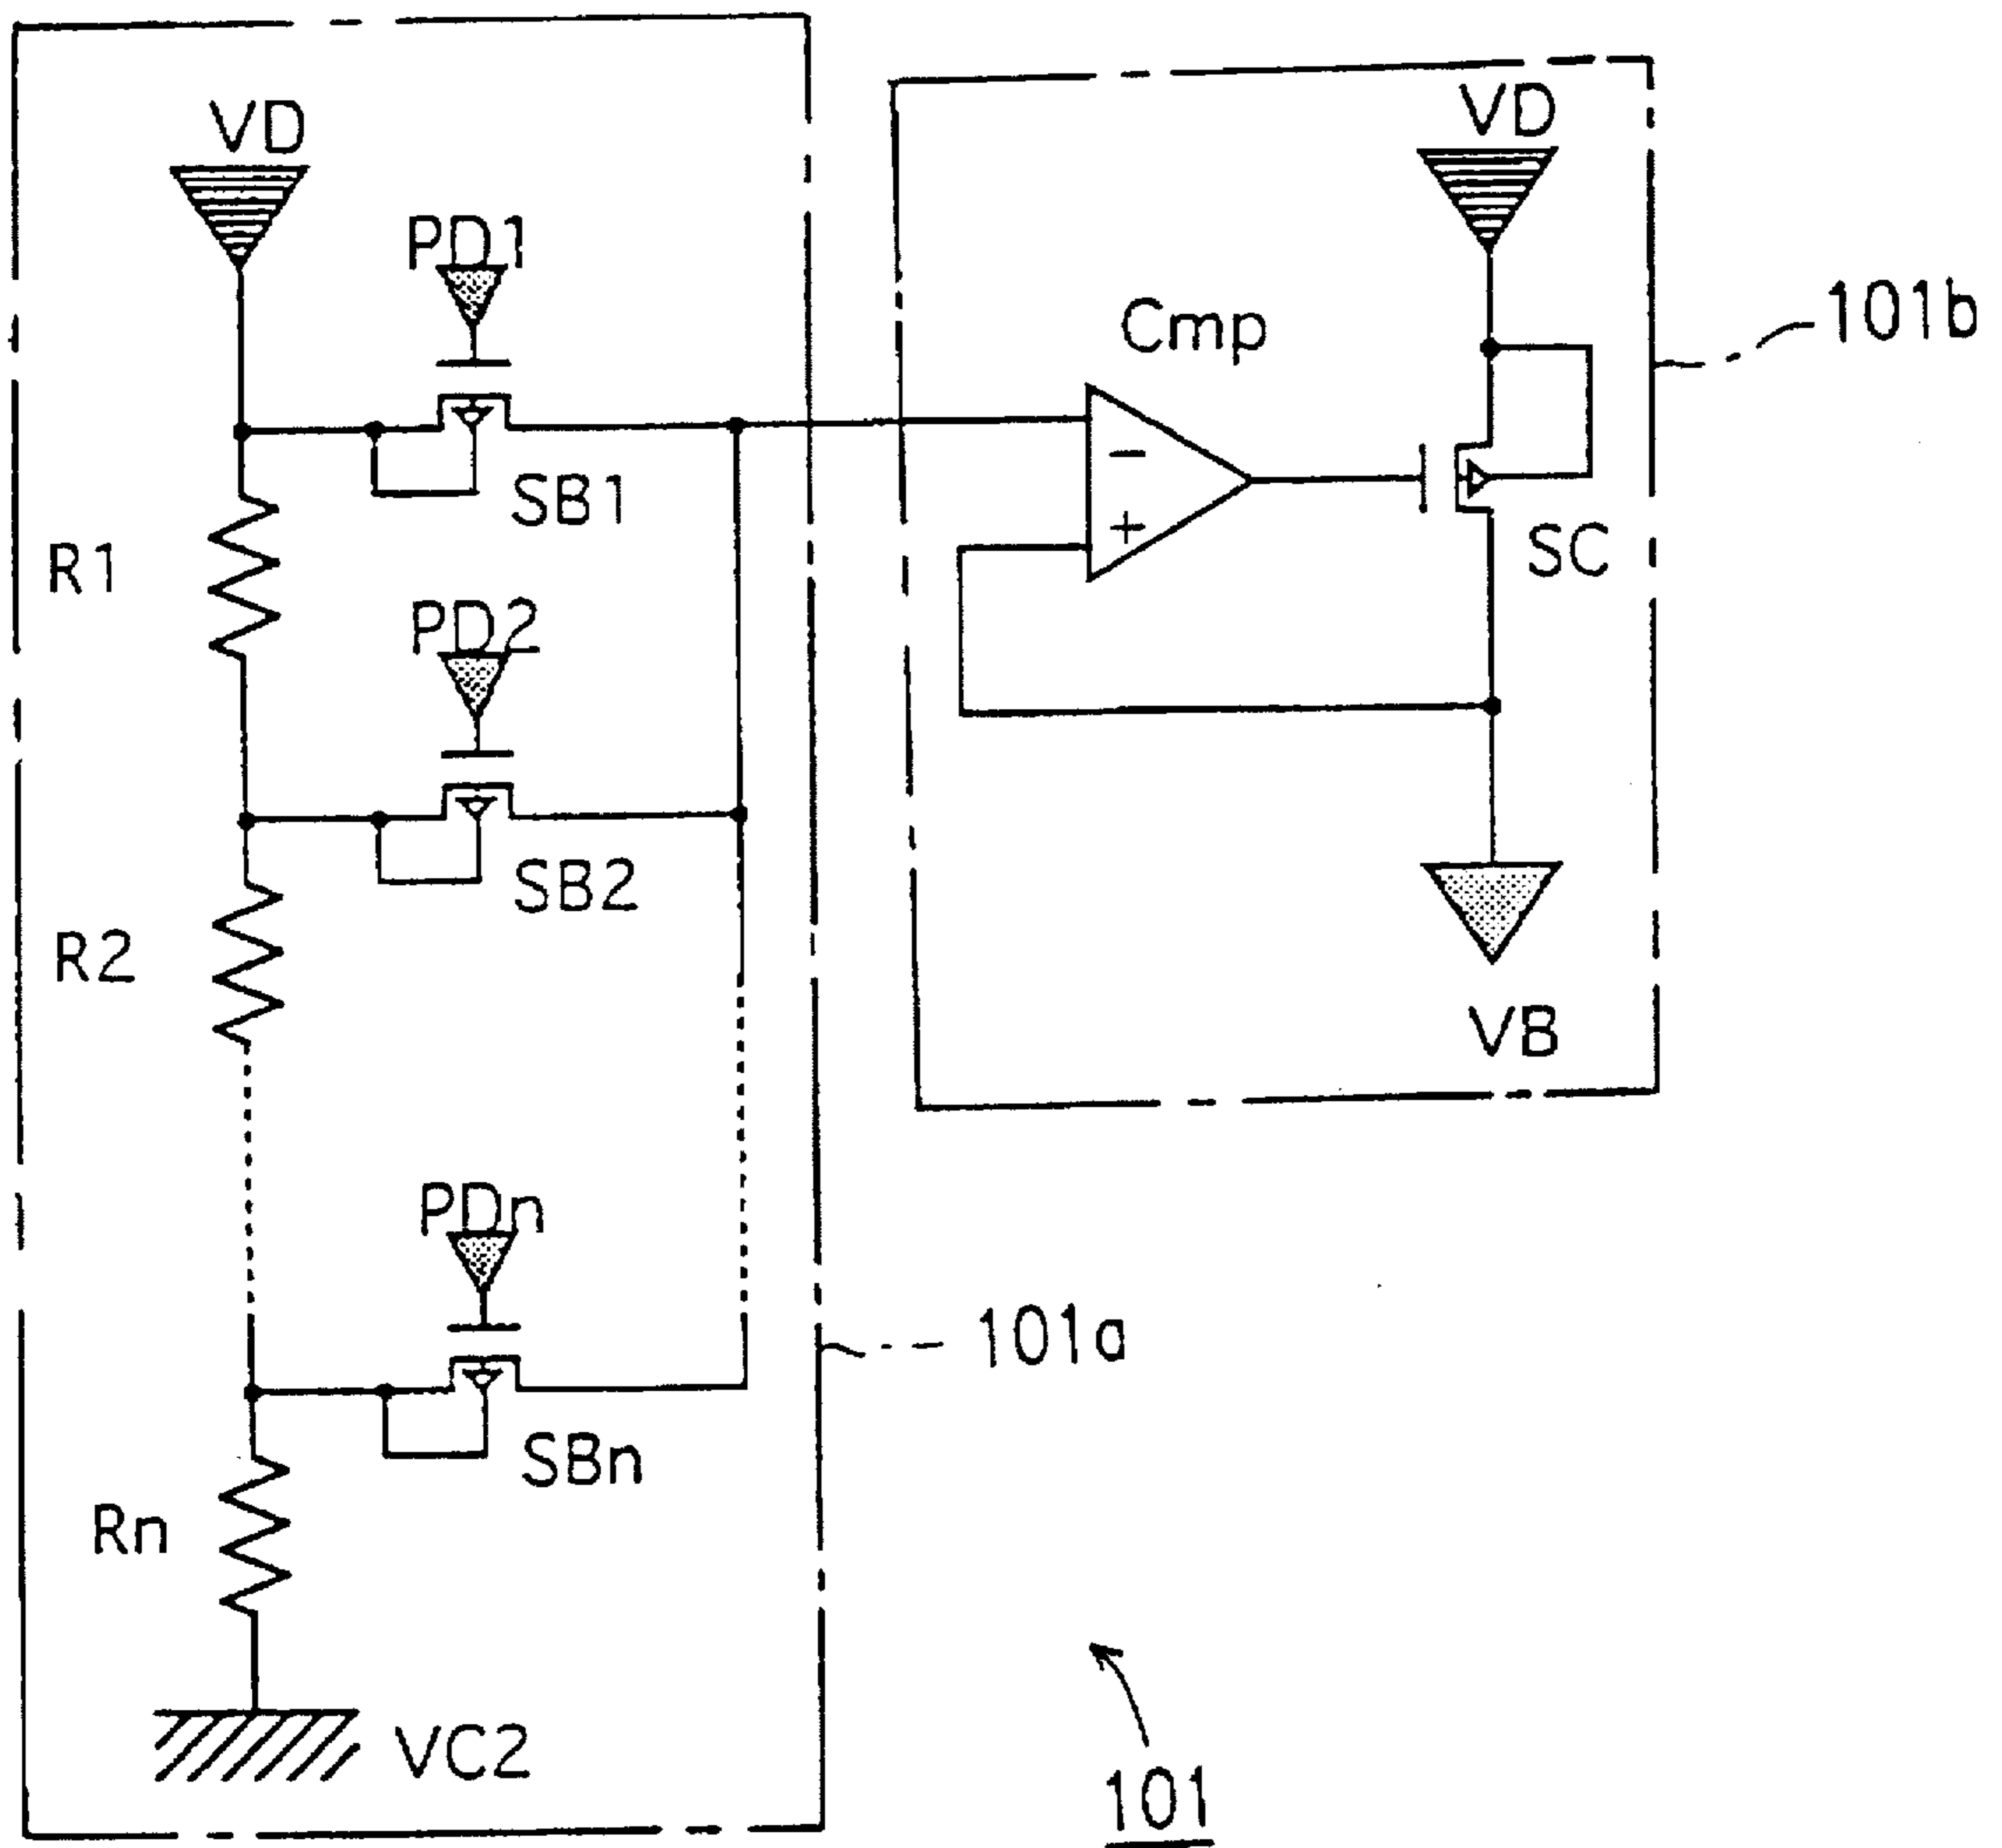 VD
VD
PD1
101b
Cmp
-
+
SB1
SC
R1
PD2
SB2
R2
VB
PDn
101a
SBn
Rn
VC2
101